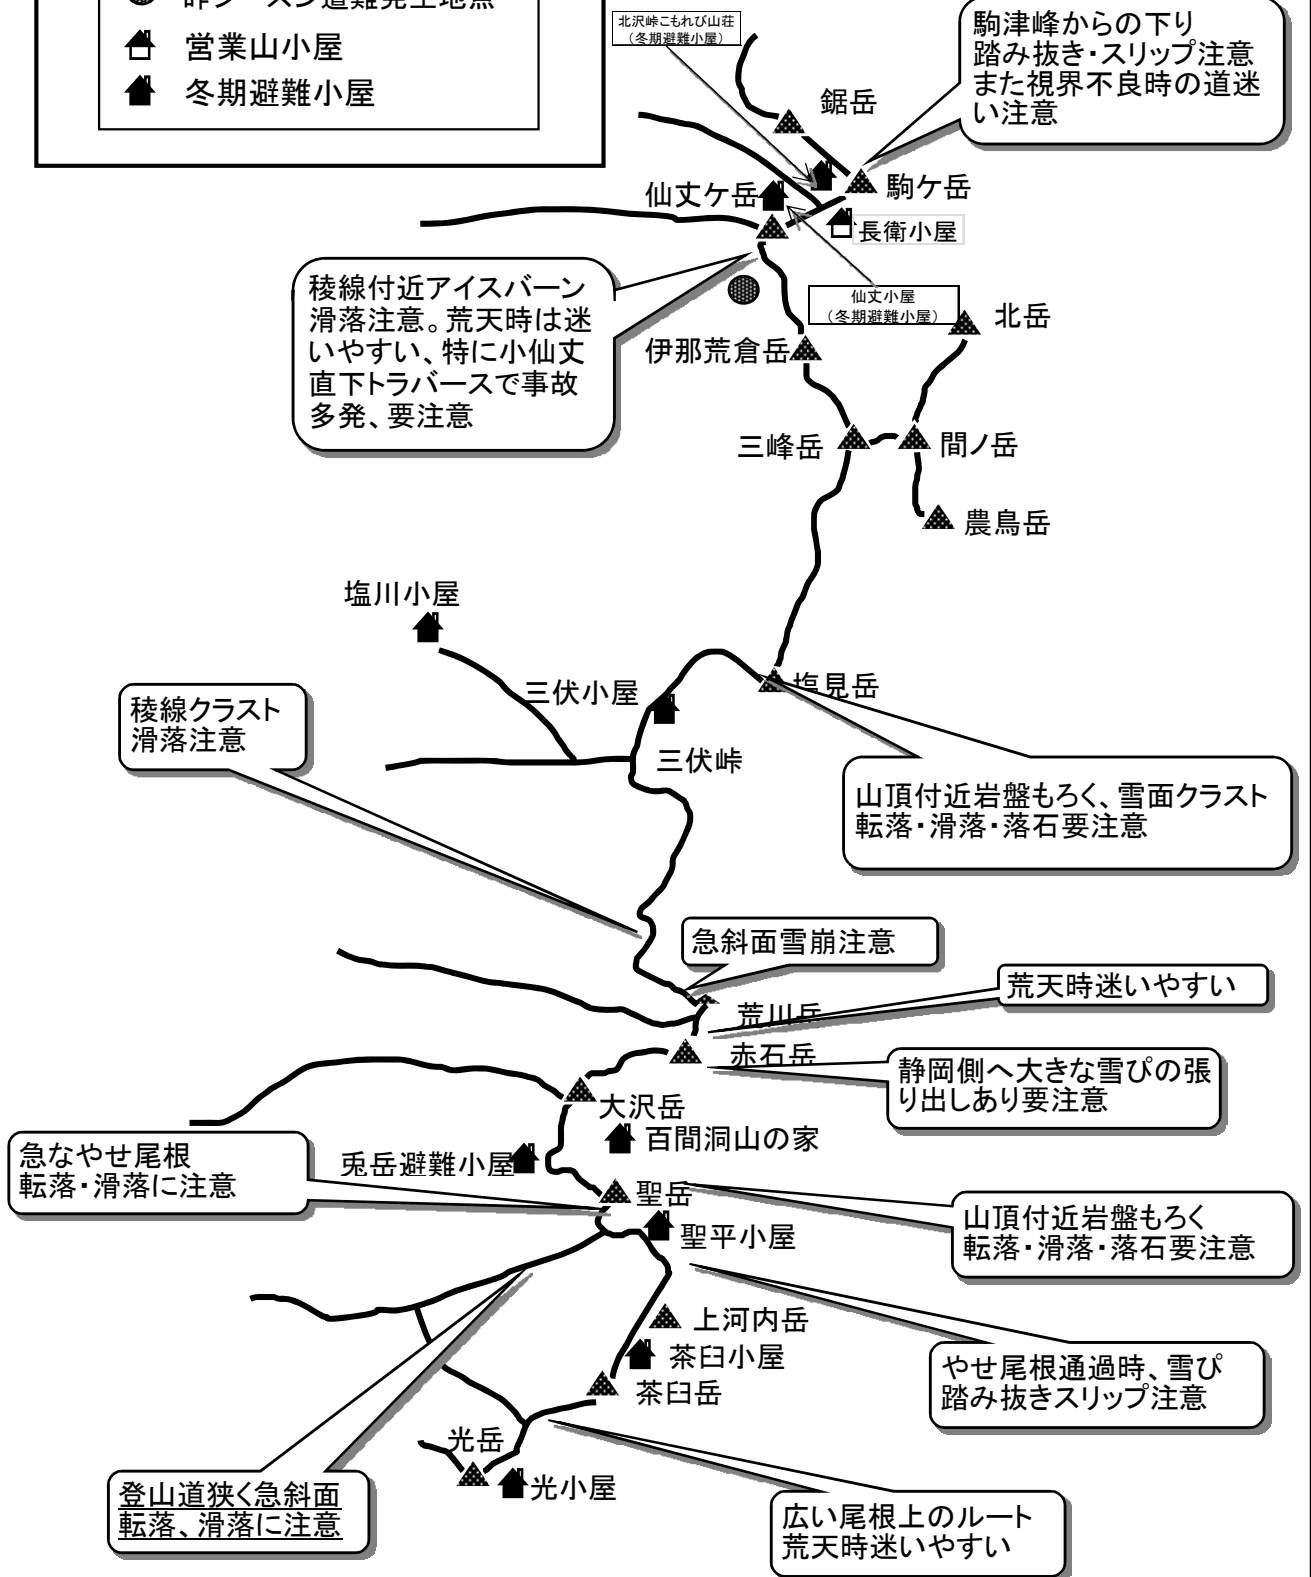 昨シーズン遭難発生地点
営業山小屋
冬期避難小屋
北沢峠こもれび山荘
(冬期避難小屋)
駒津峰からの下り
踏み抜き・スリップ注意
また視界不良時の道迷
い注意
鋸岳
駒ケ岳
仙丈ケ岳
長衛小屋
稜線付近アイスバーン
滑落注意。荒天時は迷
いやすい、特に小仙丈
直下トラバースで事故
多発、要注意
仙丈小屋
(冬期避難小屋)
北岳
伊那荒倉岳
三峰岳
間ノ岳
農鳥岳
塩川小屋
三伏小屋
塩見岳
稜線クラスト
滑落注意
三伏峠
山頂付近岩盤もろく、雪面クラスト
転落・滑落・落石要注意
急斜面雪崩注意
荒天時迷いやすい
荒川岳
赤石岳
静岡側へ大きな雪ぴの張
り出しあり要注意
大沢岳
百間洞山の家
急なやせ尾根
転落・滑落に注意
兎岳避難小屋
聖岳
聖平小屋
山頂付近岩盤もろく
転落・滑落・落石要注意
上河内岳
茶臼小屋
茶臼岳
やせ尾根通過時、雪ぴ
踏み抜きスリップ注意
光岳
光小屋
登山道狭く急斜面
転落、滑落に注意
広い尾根上のルート
荒天時迷いやすい